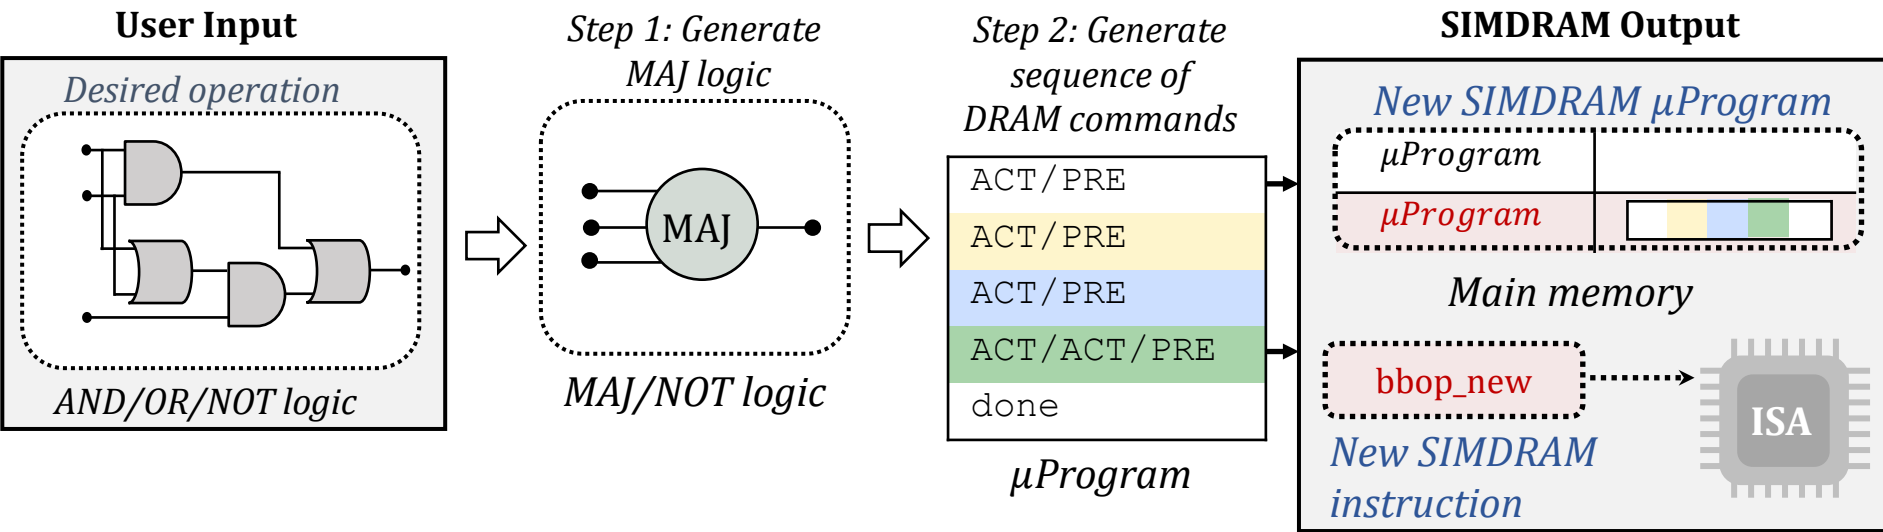 User Input
Desired operation
AND/OR/NOT logic
Step 1: Generate
MAJ logic
MAJ
MAJ/NOT logic
Step 2: Generate
sequence of
DRAM commands
ACT/PRE
ACT/PRE
ACT/PRE
ACT/ACT/PRE
done
μProgram
SIMDRAM Output
New SIMDRAM μProgram
μProgram
μProgram
Main memory
bbop_new
ISA
New SIMDRAM
instruction